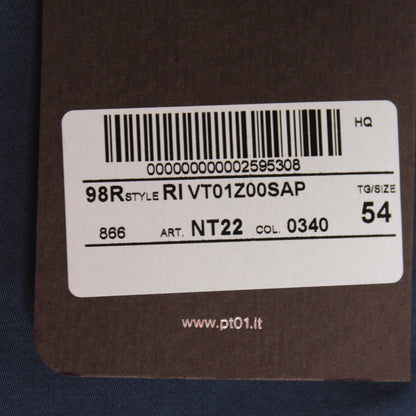 HQ
000000000002595308
98R STYLE RI VT01Z00SAP TG/SIZE
866 ART. NT22 COL. 0340 54
www.pt01.it